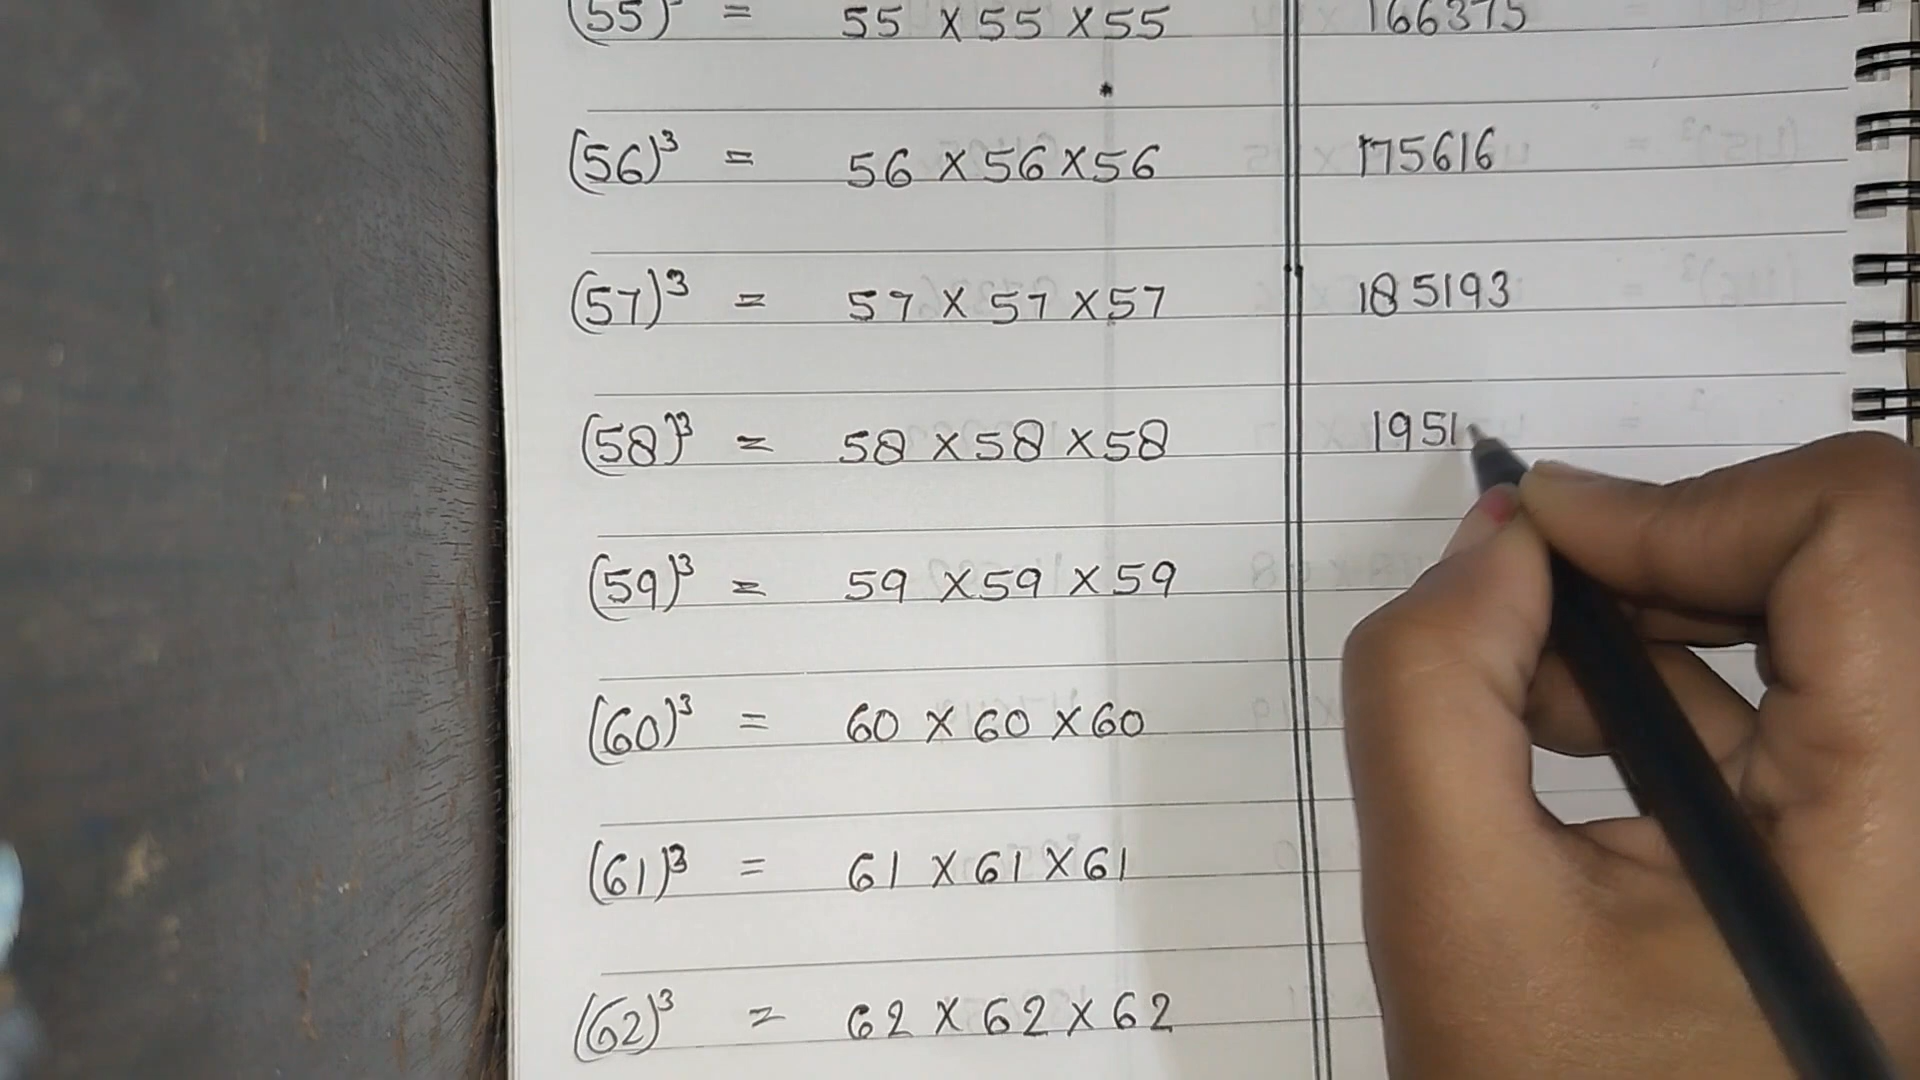 (55)³ = 55 × 55 × 55 166375
(56)³ = 56 × 56 × 56 175616
(57)³ = 57 × 57 × 57 185193
(58)³ = 58 × 58 × 58 1951
(59)³ = 59 × 59 × 59
(60)³ = 60 × 60 × 60
(61)³ = 61 × 61 × 61
(62)³ = 62 × 62 × 62